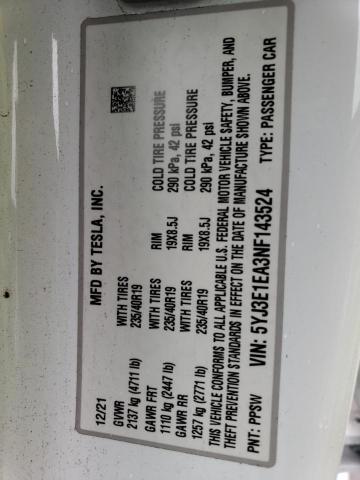 MFD BY TESLA, INC.
12/21
GVWR
2137 kg (4711 lb)
GAWR FRT WITH TIRES RIM COLD TIRE PRESSURE
1110 kg (2447 lb) 235/40R19 19X8.5J 290 kPa, 42 psi
GAWR RR WITH TIRES RIM COLD TIRE PRESSURE
1257 kg (2771 lb) 235/40R19 19X8.5J 290 kPa, 42 psi
THIS VEHICLE CONFORMS TO ALL APPLICABLE U.S. FEDERAL MOTOR VEHICLE SAFETY, BUMPER, AND
THEFT PREVENTION STANDARDS IN EFFECT ON THE DATE OF MANUFACTURE SHOWN ABOVE.
VIN: 5YJ3E1EA3NF143524
PNT: PPSW TYPE: PASSENGER CAR